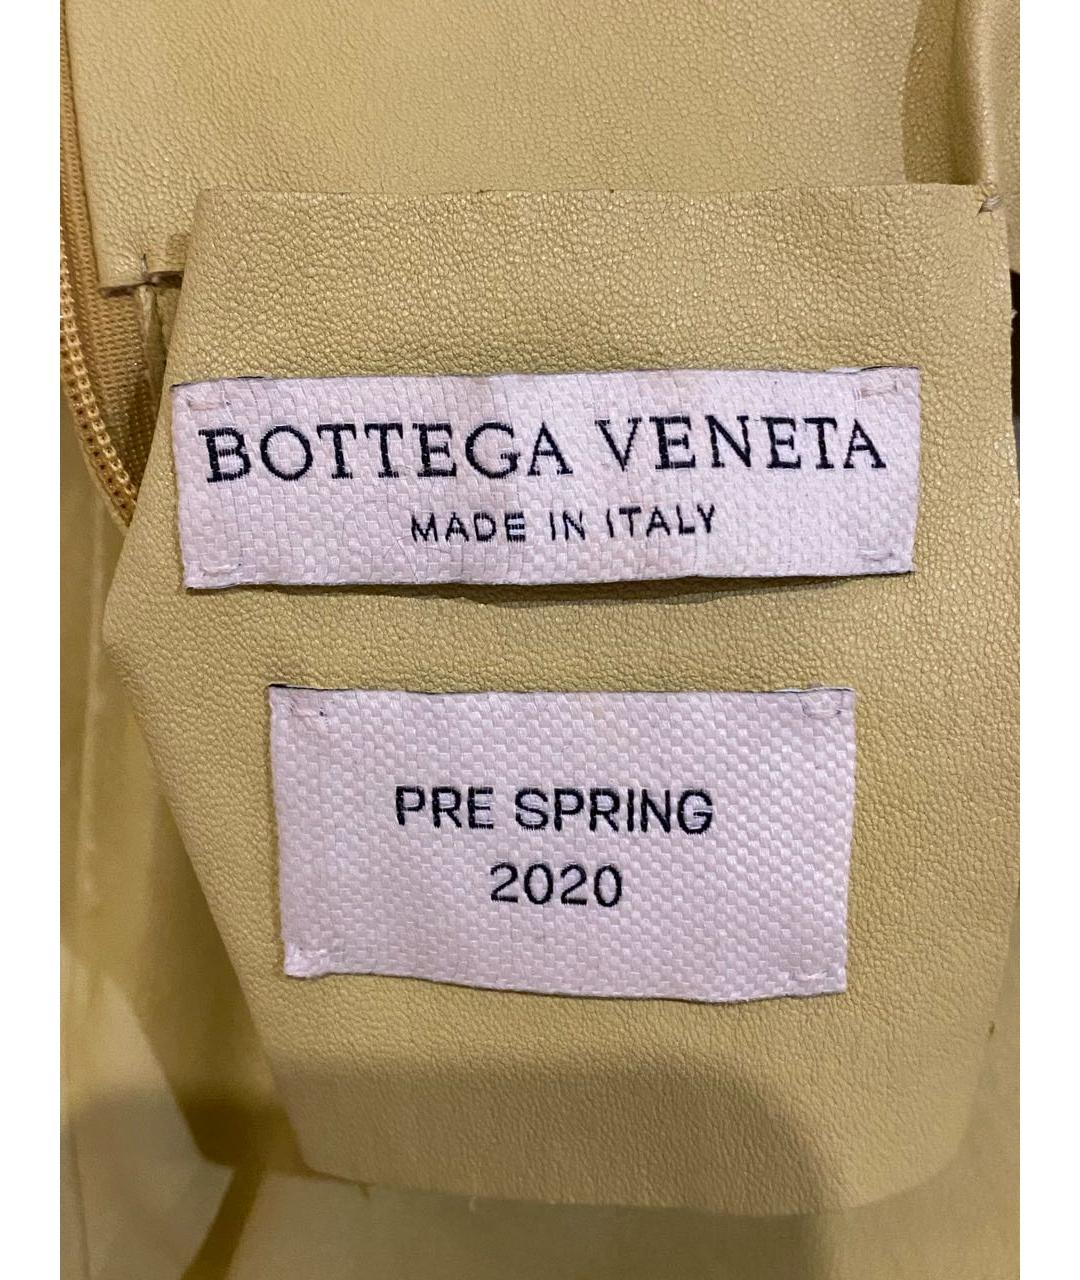 BOTTEGA VENETA
MADE IN ITALY
PRE SPRING
2020